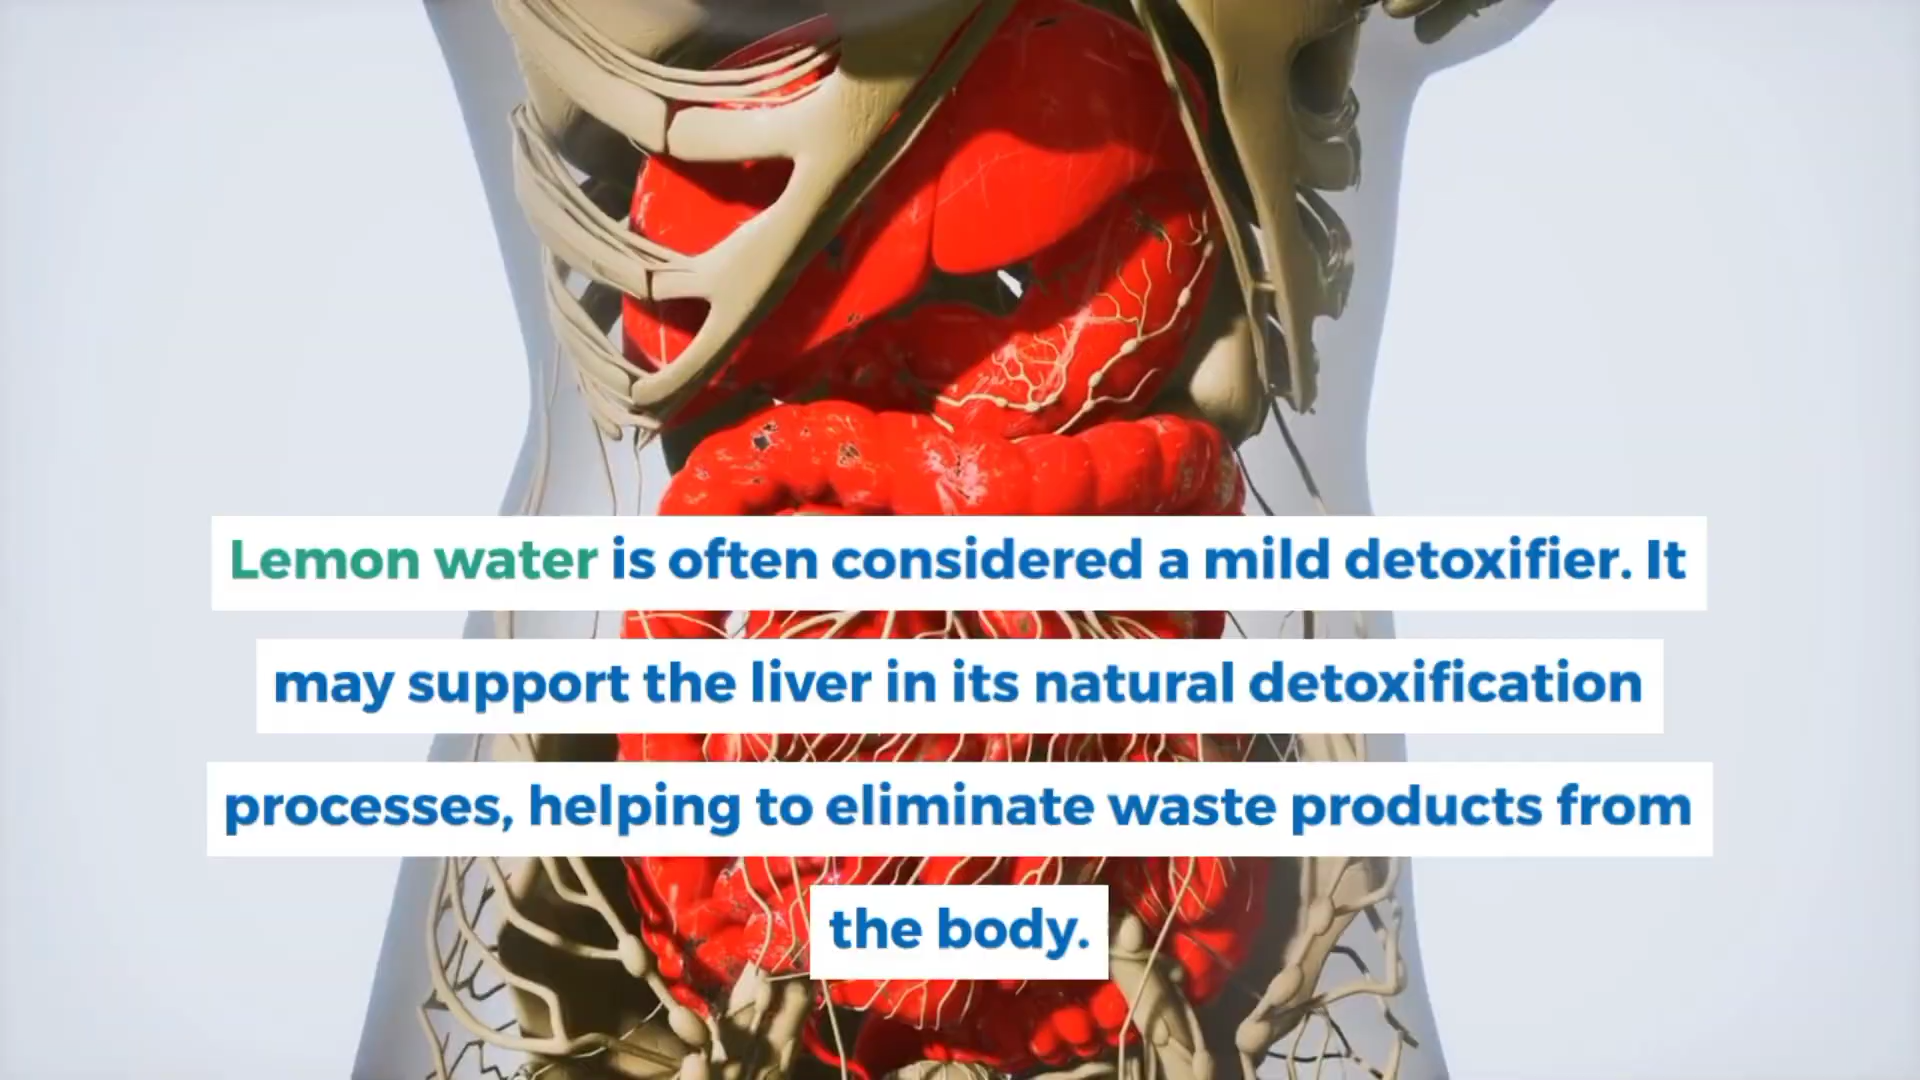 Lemon water is often considered a mild detoxifier. It
may support the liver in its natural detoxification
processes, helping to eliminate waste products from
the body.